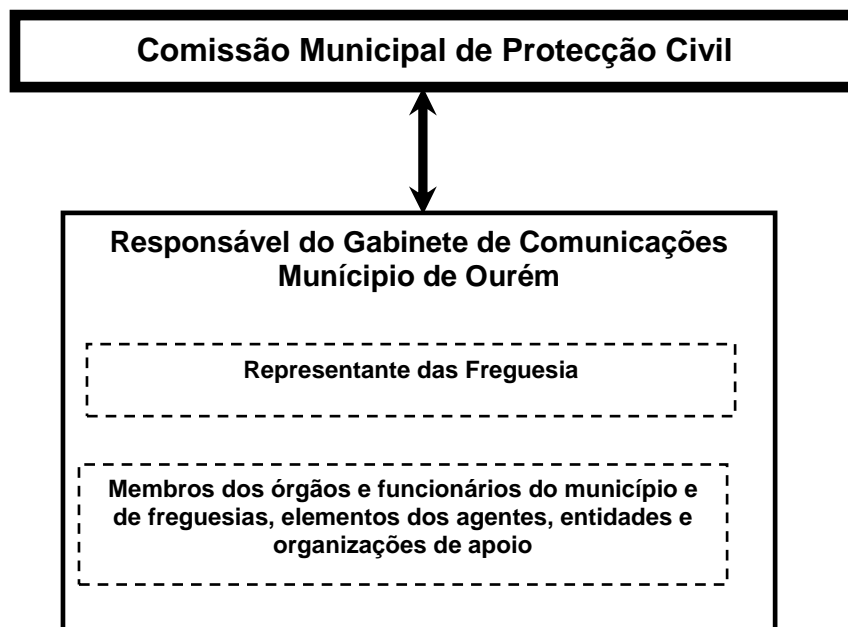 Comissão Municipal de Protecção Civil
Responsável do Gabinete de Comunicações
Munícipio de Ourém
Representante das Freguesia
Membros dos órgãos e funcionários do município e
de freguesias, elementos dos agentes, entidades e
organizações de apoio